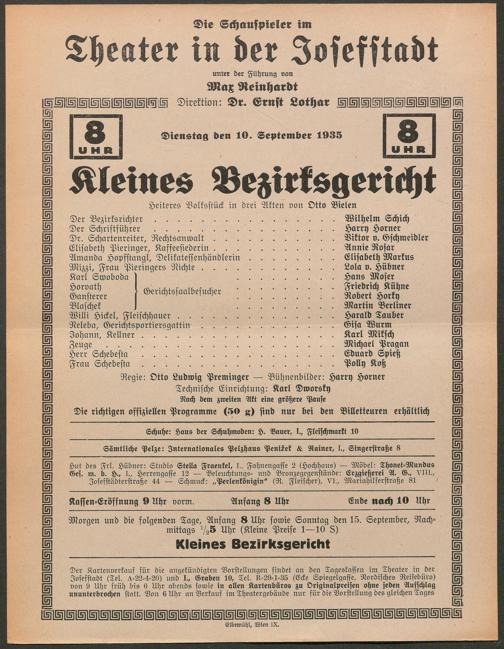 Die Schauspieler im
Theater in der Josefstadt
unter der Führung von
Max Reinhardt
Direktion: Dr. Ernst Lothar
8 UHR
Dienstag den 10. September 1935
8 UHR
Kleines Bezirksgericht
Heiteres Volksstück in drei Akten von Otto Bielen
Der Bezirksrichter . . . Wilhelm Schich
Der Schriftführer . . . Harry Horner
Dr. Schartenreiter, Rechtsanwalt . . . Viktor v. Gschmeidler
Elisabeth Pieringer, Kaffeesiederin . . . Annie Rosar
Amanda Hopfstangl, Delikatessenhändlerin . . . Elisabeth Markus
Mizzi, Frau Pieringers Nichte . . . Lola v. Hübner
Karl Swoboda . . . Hans Moser
Horvath . . . Friedrich Kühne
Gansterer . . . Robert Horky
Blaschek . . . Martin Berliner
Gerichtssaalbesucher
Willi Hickel, Fleischhauer . . . Harald Tauber
Releba, Gerichtsportiersgattin . . . Gisa Wurm
Johann, Kellner . . . Karl Miksch
Zeuge . . . Michael Pragan
Herr Schebesta . . . Eduard Spieß
Frau Schebesta . . . Polly Koß
Regie: Otto Ludwig Preminger — Bühnenbilder: Harry Horner
Technische Einrichtung: Karl Dworsky
Nach dem zweiten Akt eine größere Pause
Die richtigen offiziellen Programme (50 g) sind nur bei den Billetteuren erhältlich
Schuhe: Haus der Schuhmoden: H. Bauer, I., Fleischmarkt 10
Sämtliche Pelze: Internationales Pelzhaus Penizek & Rainer, I., Singerstraße 8
Hut des Frl. Hübner: Studio Stella Fraenkel, I., Fahnengasse 2 (Hochhaus) — Möbel: Thonet-Mundus
Ges. m. b. H., I., Herrengasse 12 — Beleuchtungs- und Bronzegegenstände: Erzgießerei A. G., VIII.,
Josefstädterstraße 44 — Schmuck: „Perlenkönigin" (R. Fleischer), VI., Mariahilferstraße 81
Kassen-Eröffnung 9 Uhr vorm. Anfang 8 Uhr Ende nach 10 Uhr
Morgen und die folgenden Tage, Anfang 8 Uhr sowie Sonntag den 15. September, Nach-
mittags ½5 Uhr (Kleine Preise 1—10 S)
Kleines Bezirksgericht
Der Kartenverkauf für die angekündigten Vorstellungen findet an den Tageskassen im Theater in der
Josefstadt (Tel. A-22-4-20) und I., Graben 10, Tel. R-29-1-35 (Ecke Spiegelgasse, Nordisches Reisebüro)
von 9 Uhr früh bis 6 Uhr abends sowie in allen Kartenbüros zu Originalpreisen ohne jeden Aufschlag
ununterbrochen statt. Von 6 Uhr an Verkauf im Theatergebäude nur für die Vorstellung des gleichen Tages
Elbemühl, Wien IX.